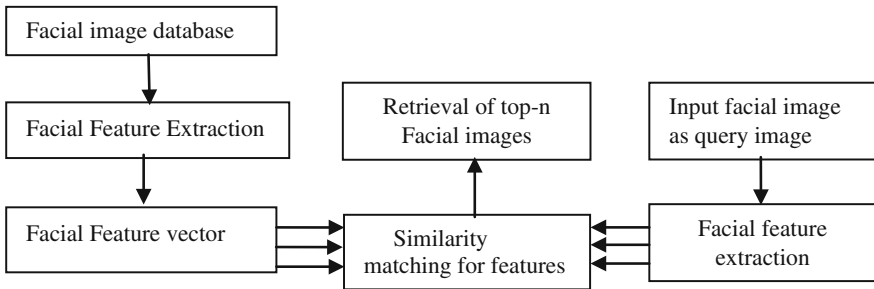 Facial image database
Facial Feature Extraction
Facial Feature vector
Retrieval of top-n
Facial images
Similarity
matching for features
Input facial image
as query image
Facial feature
extraction